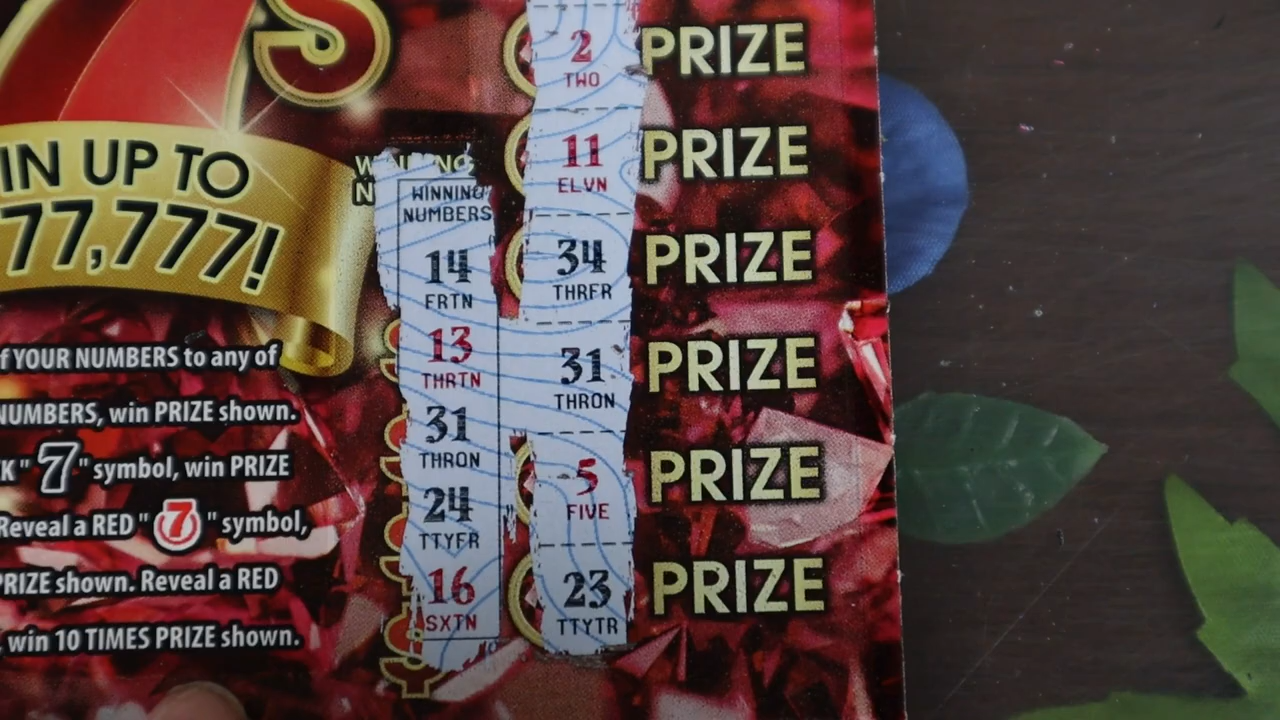 IN UP TO
77,777!
f YOUR NUMBERS to any of
NUMBERS, win PRIZE shown.
K "7" symbol, win PRIZE
Reveal a RED "7" symbol,
PRIZE shown. Reveal a RED
, win 10 TIMES PRIZE shown.
WINNING
N
WINNING
NUMBERS
14
FRTN
13
THRTN
31
THRON
24
TTYFR
16
SXTN
2
TWO
PRIZE
11
ELVN
PRIZE
34
THRFR
PRIZE
31
THRON
PRIZE
5
FIVE
PRIZE
23
TTYTR
PRIZE